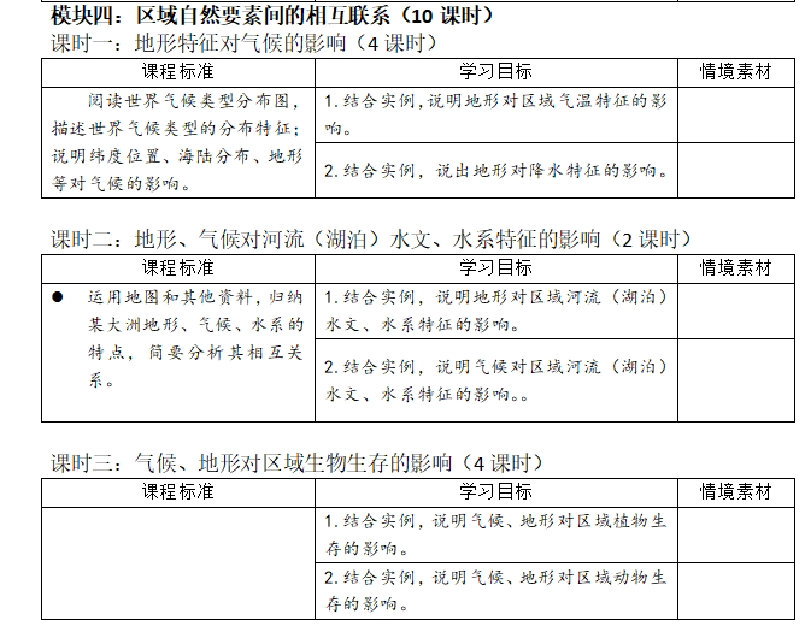 模块四：区域自然要素间的相互联系（10 课时）
课时一：地形特征对气候的影响（4 课时）
课程标准 学习目标 情境素材
阅读世界气候类型分布图，
描述世界气候类型的分布特征；
说明纬度位置、海陆分布、地形
等对气候的影响。
1.结合实例，说明地形对区域气温特征的影
响。
2.结合实例，说出地形对降水特征的影响。
课时二：地形、气候对河流（湖泊）水文、水系特征的影响（2 课时）
课程标准 学习目标 情境素材
● 运用地图和其他资料，归纳
某大洲地形、气候、水系的
特点，简要分析其相互关
系。
1.结合实例，说明地形对区域河流（湖泊）
水文、水系特征的影响。
2.结合实例，说明气候对区域河流（湖泊）
水文、水系特征的影响。。
课时三：气候、地形对区域生物生存的影响（4 课时）
课程标准 学习目标 情境素材
1.结合实例，说明气候、地形对区域植物生
存的影响。
2.结合实例，说明气候、地形对区域动物生
存的影响。